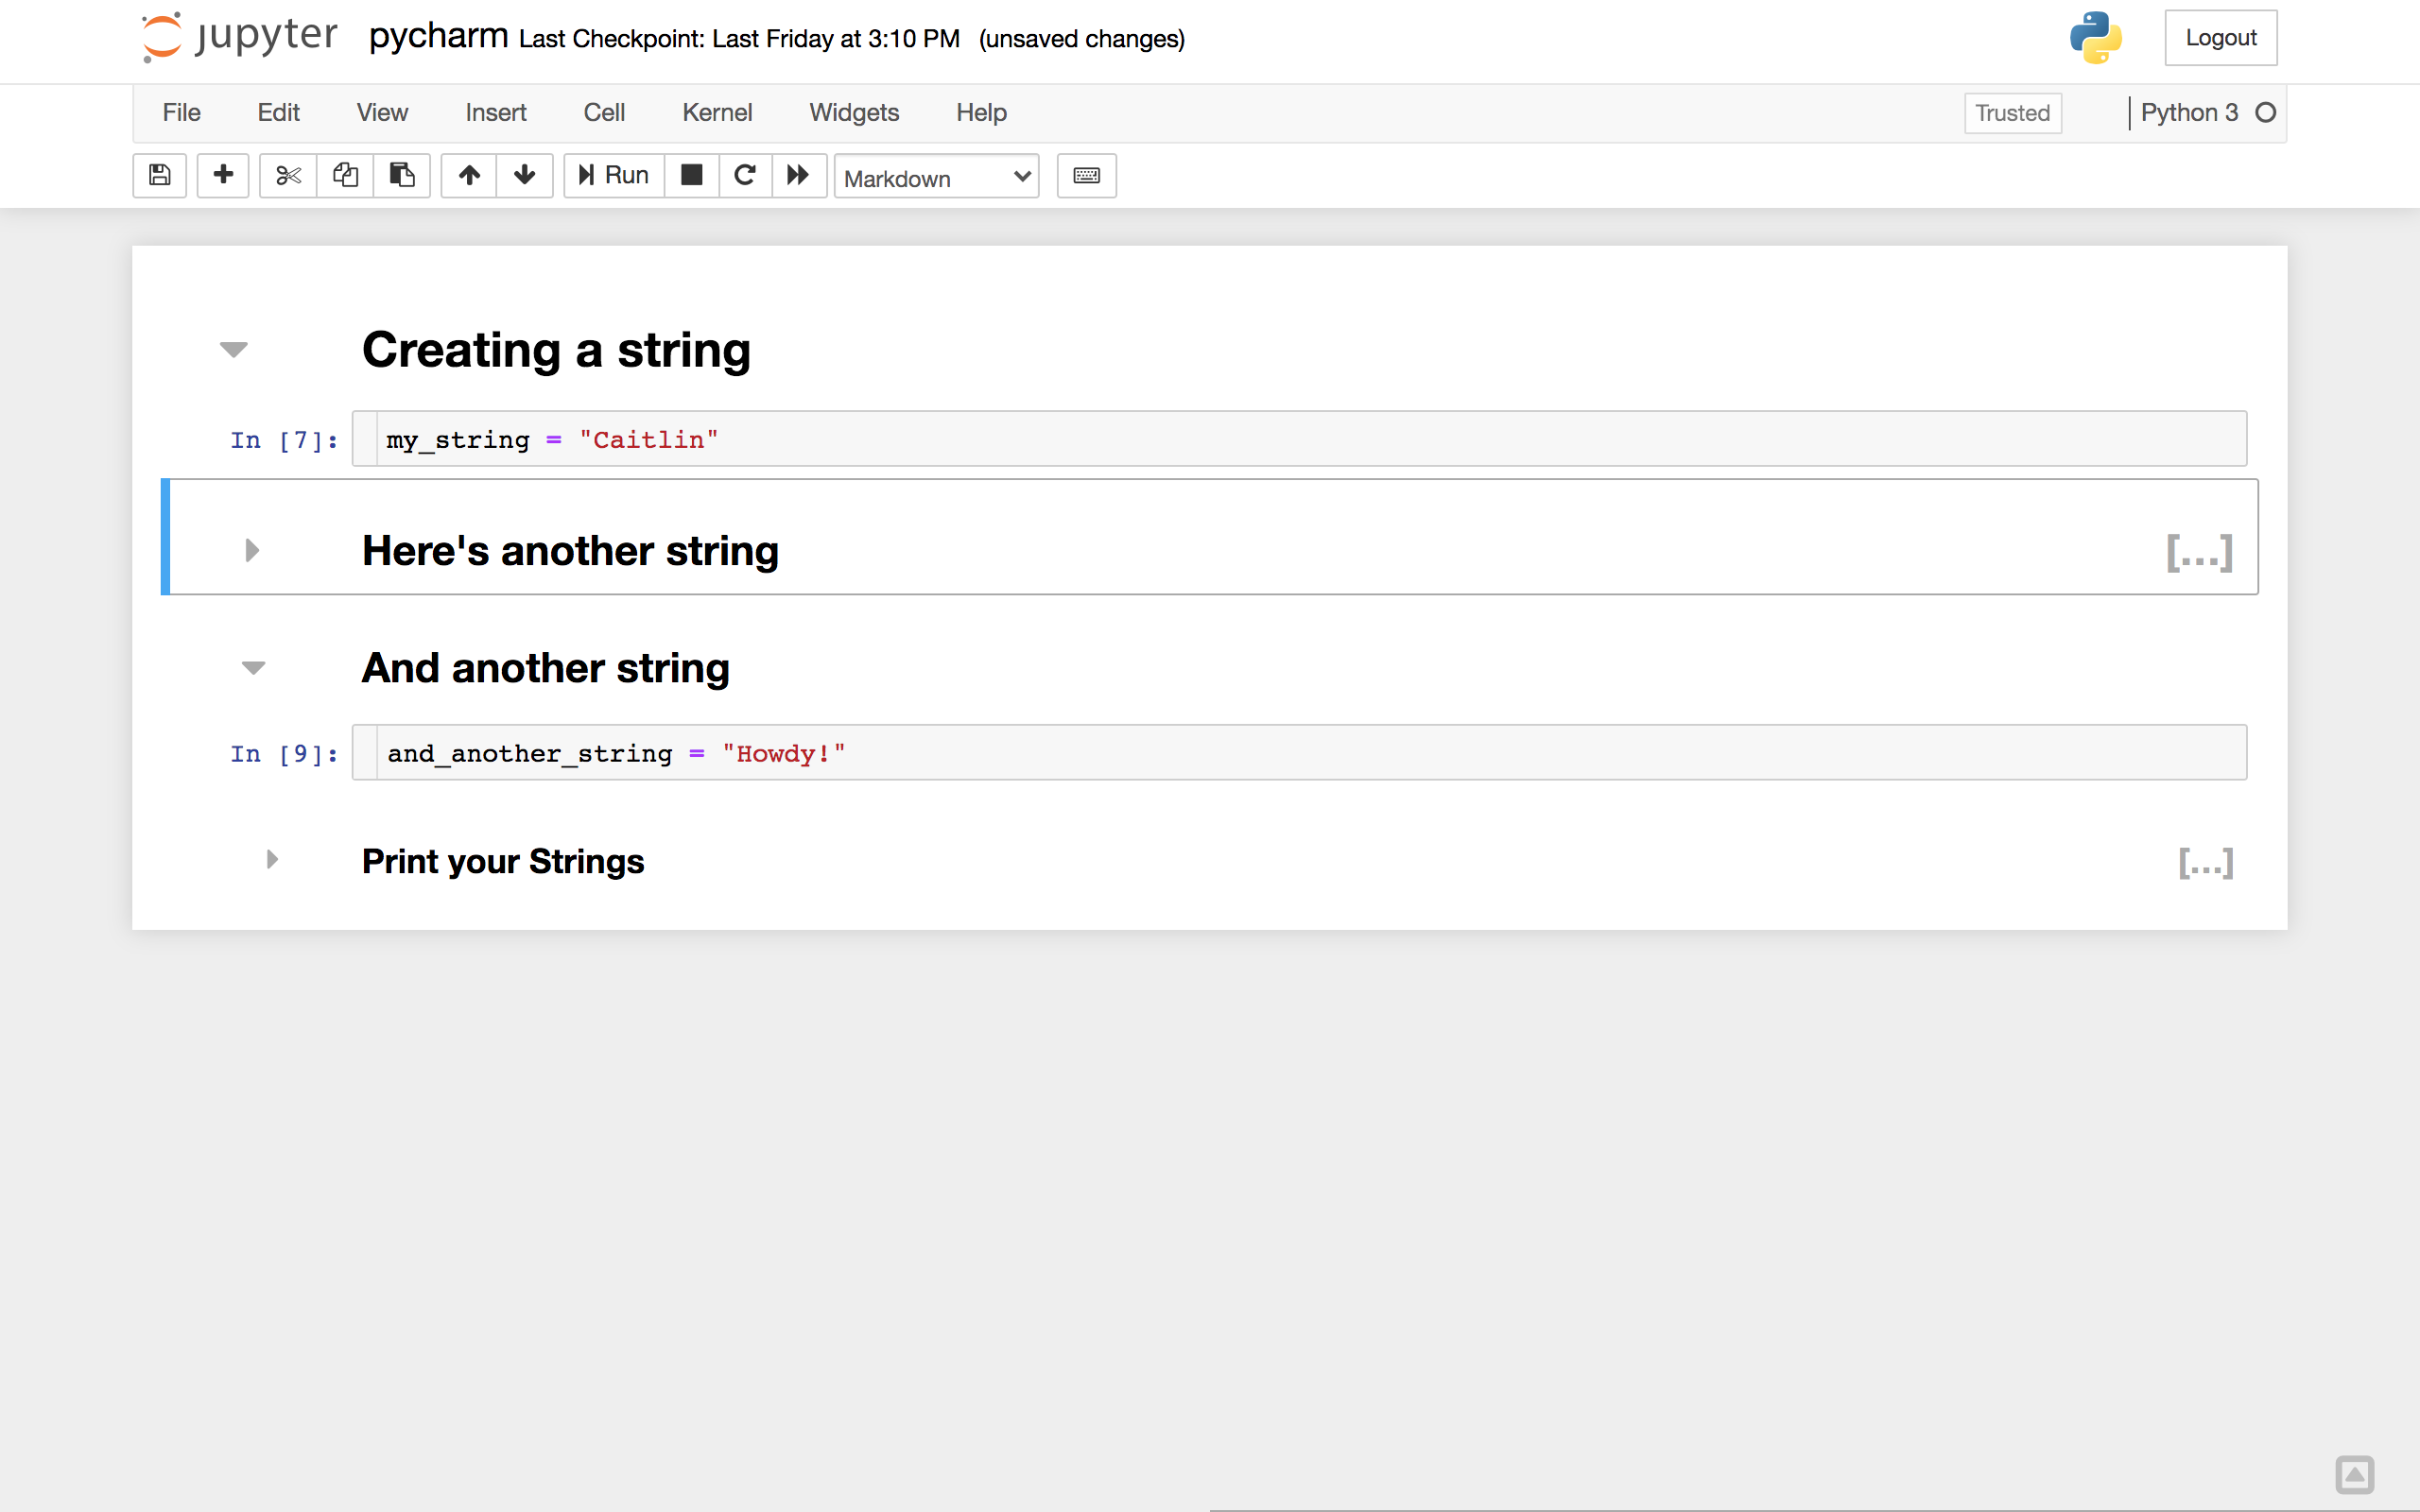 jupyter pycharm Last Checkpoint: Last Friday at 3:10 PM (unsaved changes) Logout
File Edit View Insert Cell Kernel Widgets Help Trusted Python 3
Run Markdown
Creating a string
In [7]: my_string = "Caitlin"
Here's another string [...]
And another string
In [9]: and_another_string = "Howdy!"
Print your Strings [...]